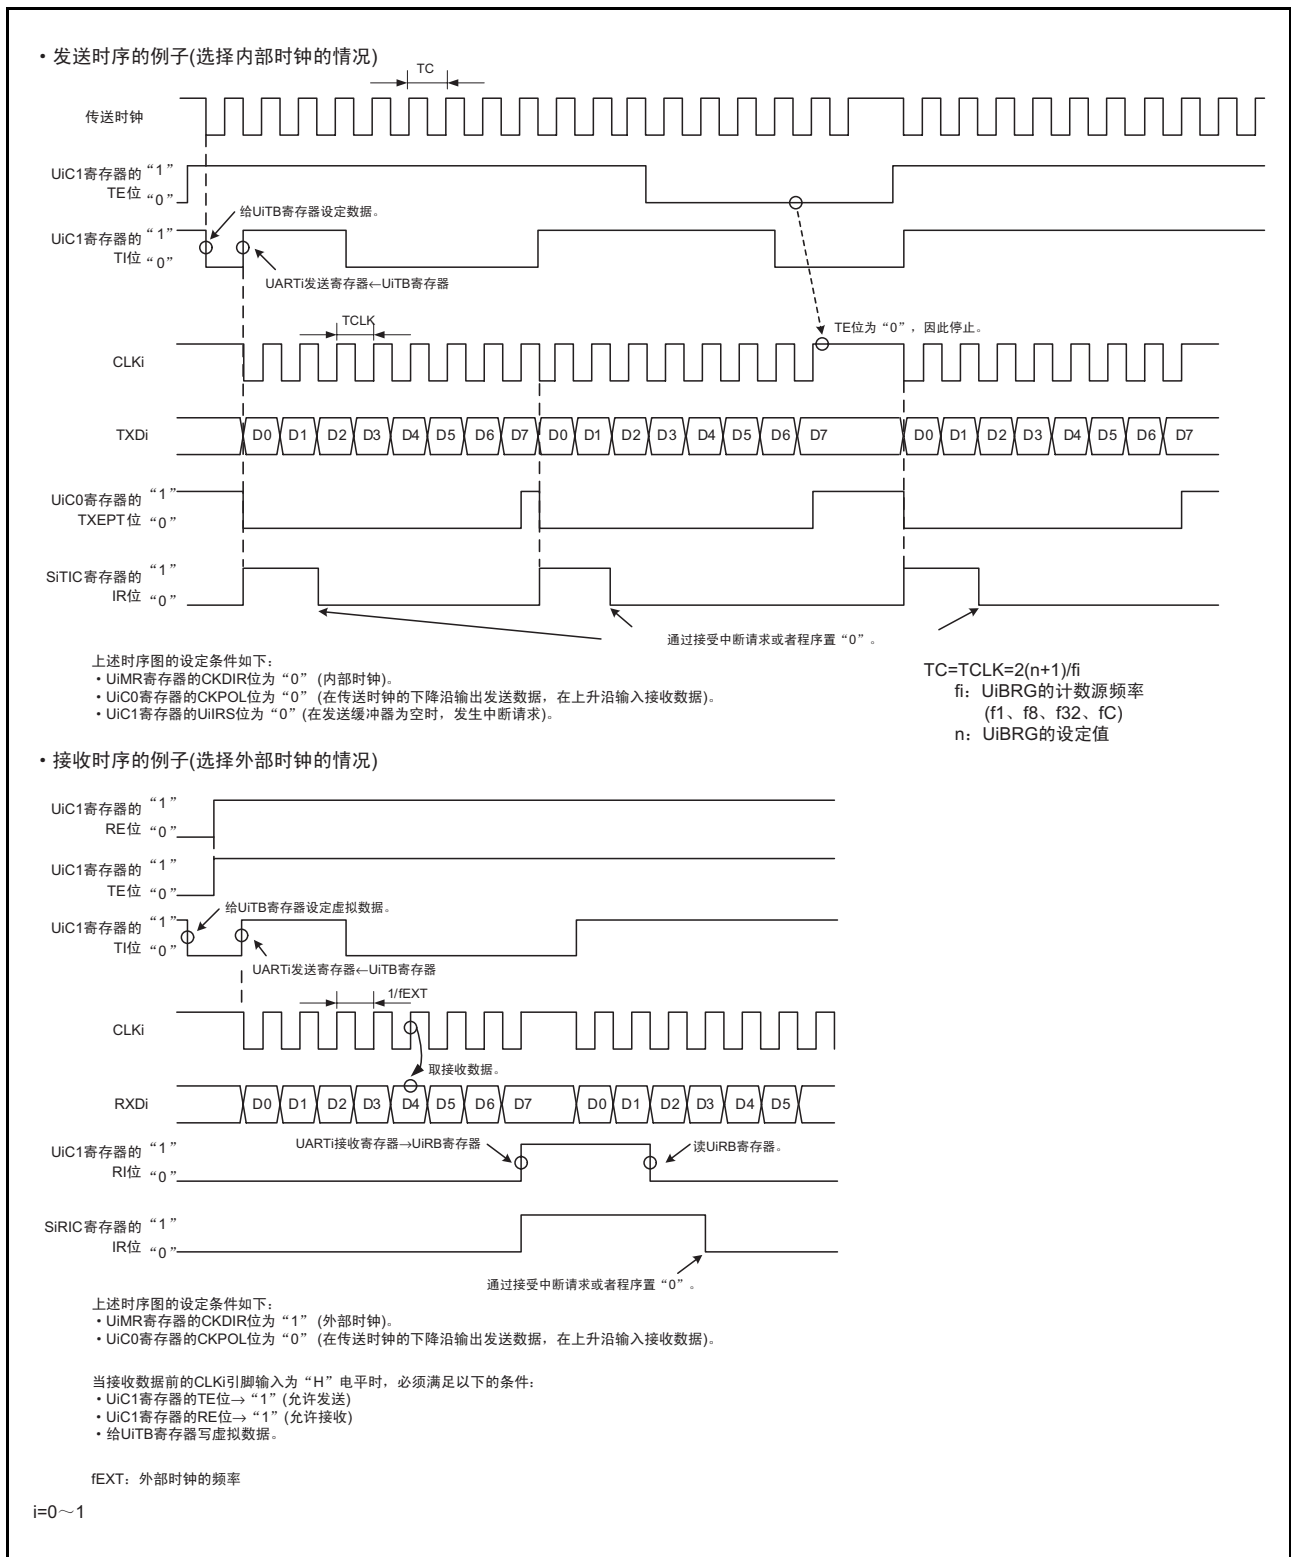 ・发送时序的例子(选择内部时钟的情况)
TC
传送时钟
UiC1寄存器的 “1”
TE位 “0”
给UiTB寄存器设定数据。
UiC1寄存器的 “1”
TI位 “0”
UARTi发送寄存器←UiTB寄存器
TCLK
TE位为“0”，因此停止。
CLKi
TXDi D0 D1 D2 D3 D4 D5 D6 D7 D0 D1 D2 D3 D4 D5 D6 D7 D0 D1 D2 D3 D4 D5 D6 D7
UiC0寄存器的 “1”
TXEPT位 “0”
SiTIC寄存器的 “1”
IR位 “0”
通过接受中断请求或者程序置“0”。
上述时序图的设定条件如下：
・UiMR寄存器的CKDIR位为“0” (内部时钟)。
・UiC0寄存器的CKPOL位为“0” (在传送时钟的下降沿输出发送数据，在上升沿输入接收数据)。
・UiC1寄存器的UiIRS位为“0” (在发送缓冲器为空时，发生中断请求)。
TC=TCLK=2(n+1)/fi
fi：UiBRG的计数源频率
(f1、f8、f32、fC)
n：UiBRG的设定值
・接收时序的例子(选择外部时钟的情况)
UiC1寄存器的 “1”
RE位 “0”
UiC1寄存器的 “1”
TE位 “0”
给UiTB寄存器设定虚拟数据。
UiC1寄存器的 “1”
TI位 “0”
UARTi发送寄存器←UiTB寄存器
1/fEXT
CLKi
取接收数据。
RXDi D0 D1 D2 D3 D4 D5 D6 D7 D0 D1 D2 D3 D4 D5
UARTi接收寄存器→UiRB寄存器
读UiRB寄存器。
UiC1寄存器的 “1”
RI位 “0”
SiRIC寄存器的 “1”
IR位 “0”
通过接受中断请求或者程序置“0”。
上述时序图的设定条件如下：
・UiMR寄存器的CKDIR位为“1” (外部时钟)。
・UiC0寄存器的CKPOL位为“0” (在传送时钟的下降沿输出发送数据，在上升沿输入接收数据)。
当接收数据前的CLKi引脚输入为“H”电平时，必须满足以下的条件：
・UiC1寄存器的TE位→“1” (允许发送)
・UiC1寄存器的RE位→“1” (允许接收)
・给UiTB寄存器写虚拟数据。
fEXT：外部时钟的频率
i=0～1